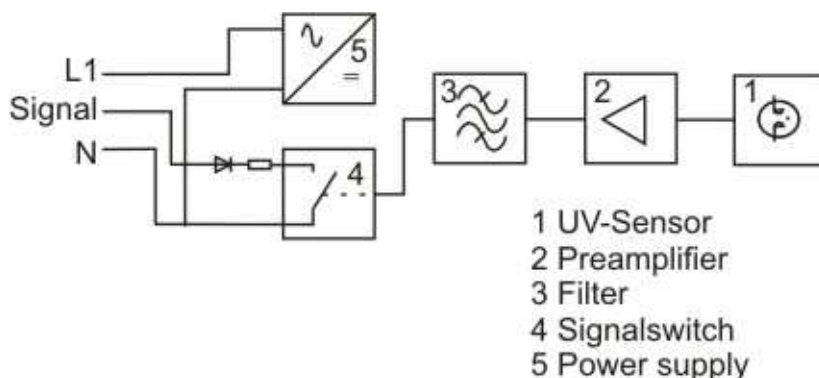 5
=
L1
Signal
N
4
3
2
1
1 UV-Sensor
2 Preamplifier
3 Filter
4 Signalswitch
5 Power supply